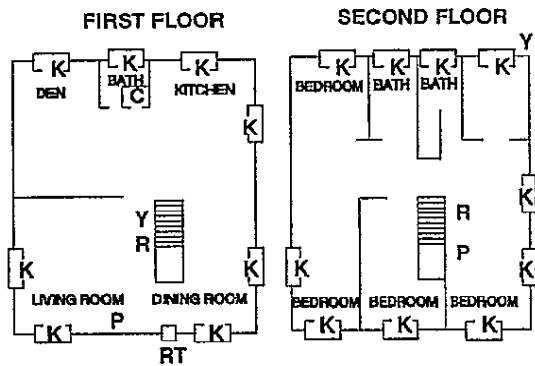 FIRST FLOOR
SECOND FLOOR
Y
K K K
K K K K
DEN BATH KITCHEN
BEDROOM BATH BATH
C
K
K
Y
R
R
P
K K
K K
LIVING ROOM DINING ROOM
BEDROOM BEDROOM BEDROOM
P
K K
K K K
RT